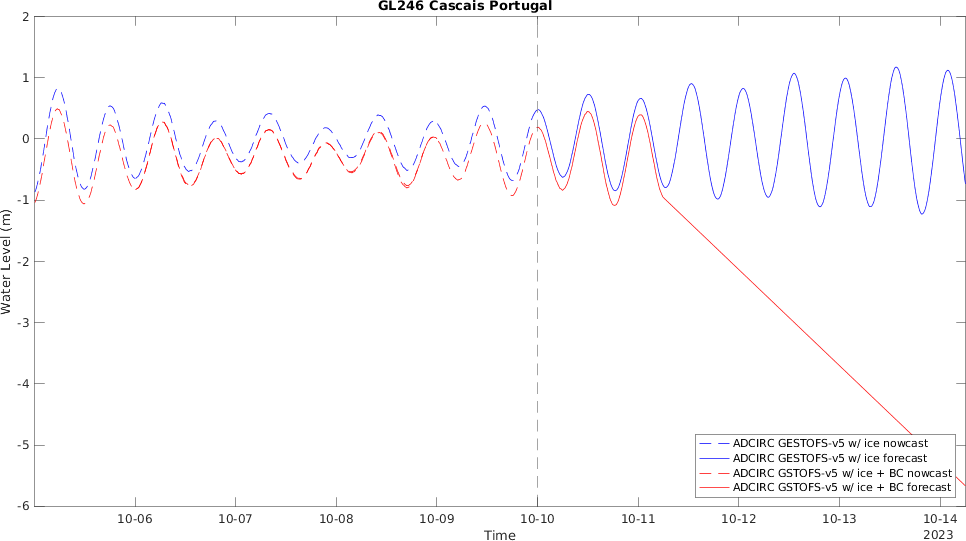 GL246 Cascais Portugal
2
1
0
-1
-2
-3
-4
-5
-6
Water Level (m)
ADCIRC GESTOFS-v5 w/ ice nowcast
ADCIRC GESTOFS-v5 w/ ice forecast
ADCIRC GSTOFS-v5 w/ ice + BC nowcast
ADCIRC GSTOFS-v5 w/ ice + BC forecast
10-06 10-07 10-08 10-09 10-10 10-11 10-12 10-13 10-14
2023
Time